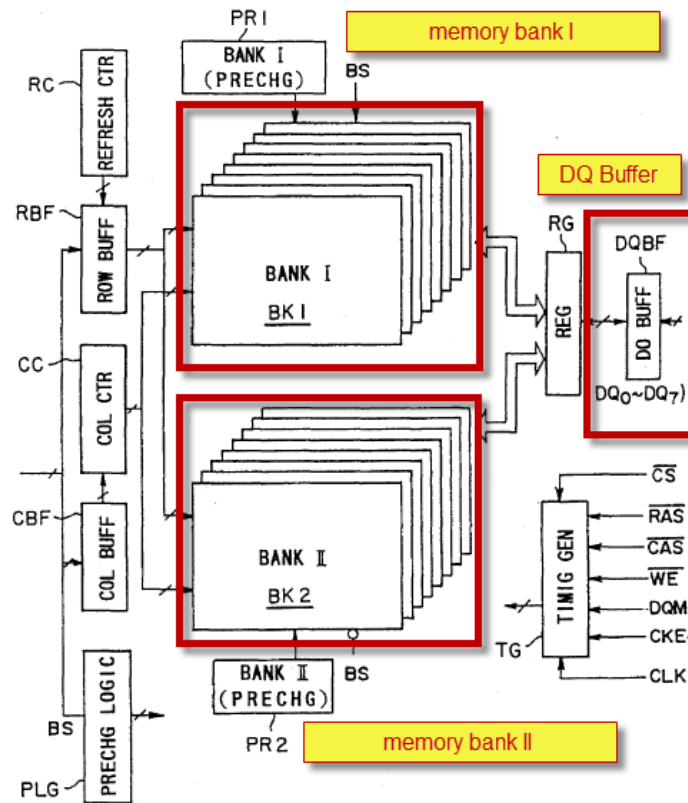 PR1
memory bank I
BANK I
(PRECHG)
BS
RC
REFRESH CTR
DQ Buffer
RBF
ROW BUFF
RG
DQBF
BANK I
BK1
REG
DQ BUFF
CC
COL CTR
DQ0~DQ7)
CS
CBF
COL BUFF
RAS
CAS
BANK II
WE
BK2
TIMIG GEN
DQM
CKE
TG
BS
CLK
BANK II
(PRECHG)
BS
PRECHG LOGIC
PR2
memory bank II
PLG